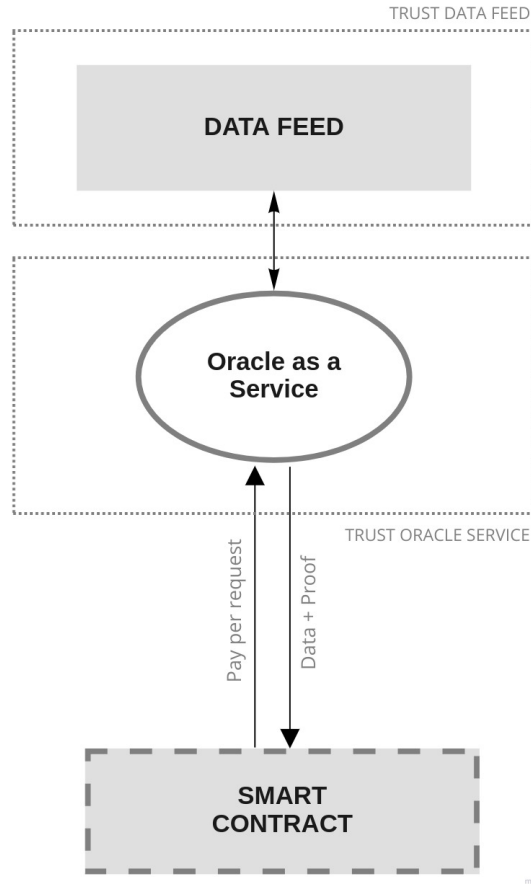 TRUST DATA FEED
DATA FEED
Oracle as a
Service
TRUST ORACLE SERVICE
Pay per request
Data + Proof
SMART
CONTRACT